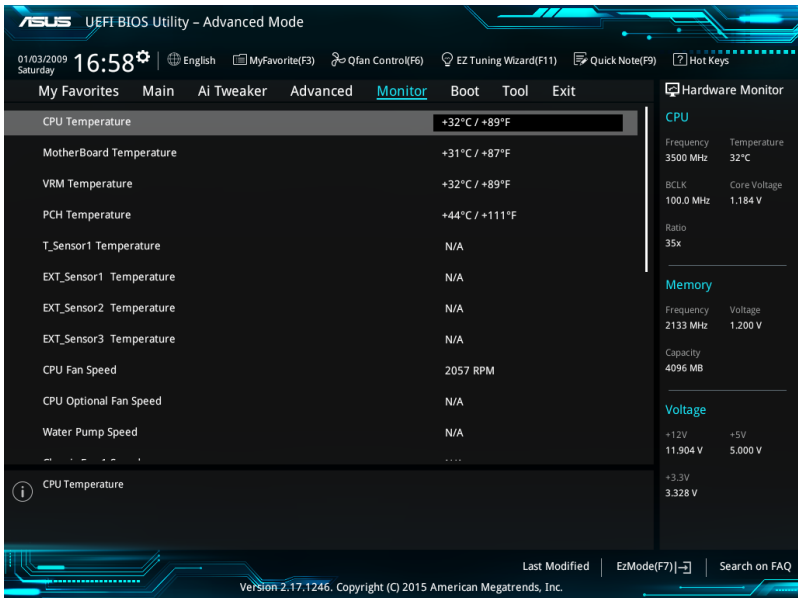 ASUS UEFI BIOS Utility – Advanced Mode
01/03/2009 Saturday 16:58 English MyFavorite(F3) Qfan Control(F6) EZ Tuning Wizard(F11) Quick Note(F9) ? Hot Keys
My Favorites Main Ai Tweaker Advanced Monitor Boot Tool Exit
CPU Temperature +32°C / +89°F
MotherBoard Temperature +31°C / +87°F
VRM Temperature +32°C / +89°F
PCH Temperature +44°C / +111°F
T_Sensor1 Temperature N/A
EXT_Sensor1 Temperature N/A
EXT_Sensor2 Temperature N/A
EXT_Sensor3 Temperature N/A
CPU Fan Speed 2057 RPM
CPU Optional Fan Speed N/A
Water Pump Speed N/A
i CPU Temperature
Hardware Monitor
CPU
Frequency Temperature
3500 MHz 32°C
BCLK Core Voltage
100.0 MHz 1.184 V
Ratio
35x
Memory
Frequency Voltage
2133 MHz 1.200 V
Capacity
4096 MB
Voltage
+12V +5V
11.904 V 5.000 V
+3.3V
3.328 V
Last Modified EzMode(F7) Search on FAQ
Version 2.17.1246. Copyright (C) 2015 American Megatrends, Inc.